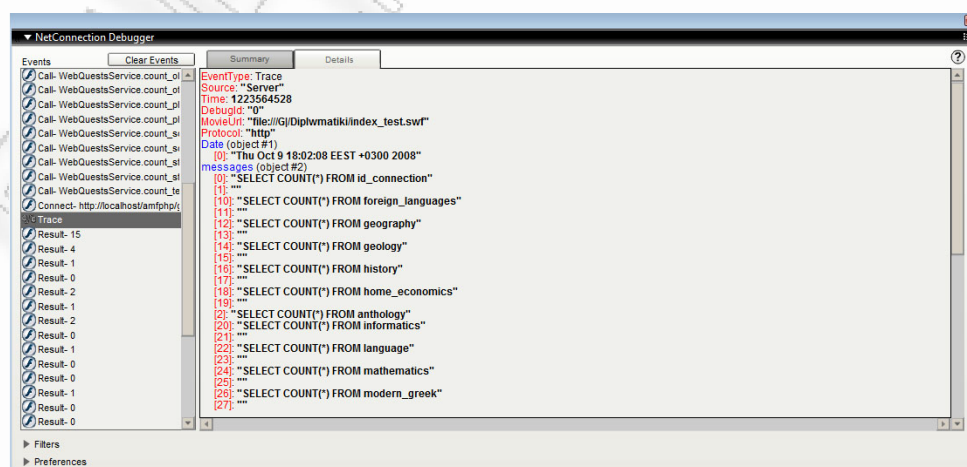 NetConnection Debugger
Events
Clear Events
Summary
Details
?
Call- WebQuestsService.count_ol
Call- WebQuestsService.count_of
Call- WebQuestsService.count_pl
Call- WebQuestsService.count_pl
Call- WebQuestsService.count_s
Call- WebQuestsService.count_s
Call- WebQuestsService.count_st
Call- WebQuestsService.count_st
Call- WebQuestsService.count_te
Connect- http://localhost/amfphp/g
Trace
Result- 15
Result- 4
Result- 1
Result- 0
Result- 2
Result- 1
Result- 2
Result- 0
Result- 1
Result- 0
Result- 0
Result- 1
Result- 0
Result- 0
EventType: Trace
Source: "Server"
Time: 1223564528
DebugId: "0"
MovieUrl: "file:///G|/Diplwmatiki/index_test.swf"
Protocol: "http"
Date (object #1)
[0]: "Thu Oct 9 18:02:08 EEST +0300 2008"
messages (object #2)
[0]: "SELECT COUNT(*) FROM id_connection"
[1]: ""
[10]: "SELECT COUNT(*) FROM foreign_languages"
[11]: ""
[12]: "SELECT COUNT(*) FROM geography"
[13]: ""
[14]: "SELECT COUNT(*) FROM geology"
[15]: ""
[16]: "SELECT COUNT(*) FROM history"
[17]: ""
[18]: "SELECT COUNT(*) FROM home_economics"
[19]: ""
[2]: "SELECT COUNT(*) FROM anthology"
[20]: "SELECT COUNT(*) FROM informatics"
[21]: ""
[22]: "SELECT COUNT(*) FROM language"
[23]: ""
[24]: "SELECT COUNT(*) FROM mathematics"
[25]: ""
[26]: "SELECT COUNT(*) FROM modern_greek"
[27]: ""
Filters
Preferences